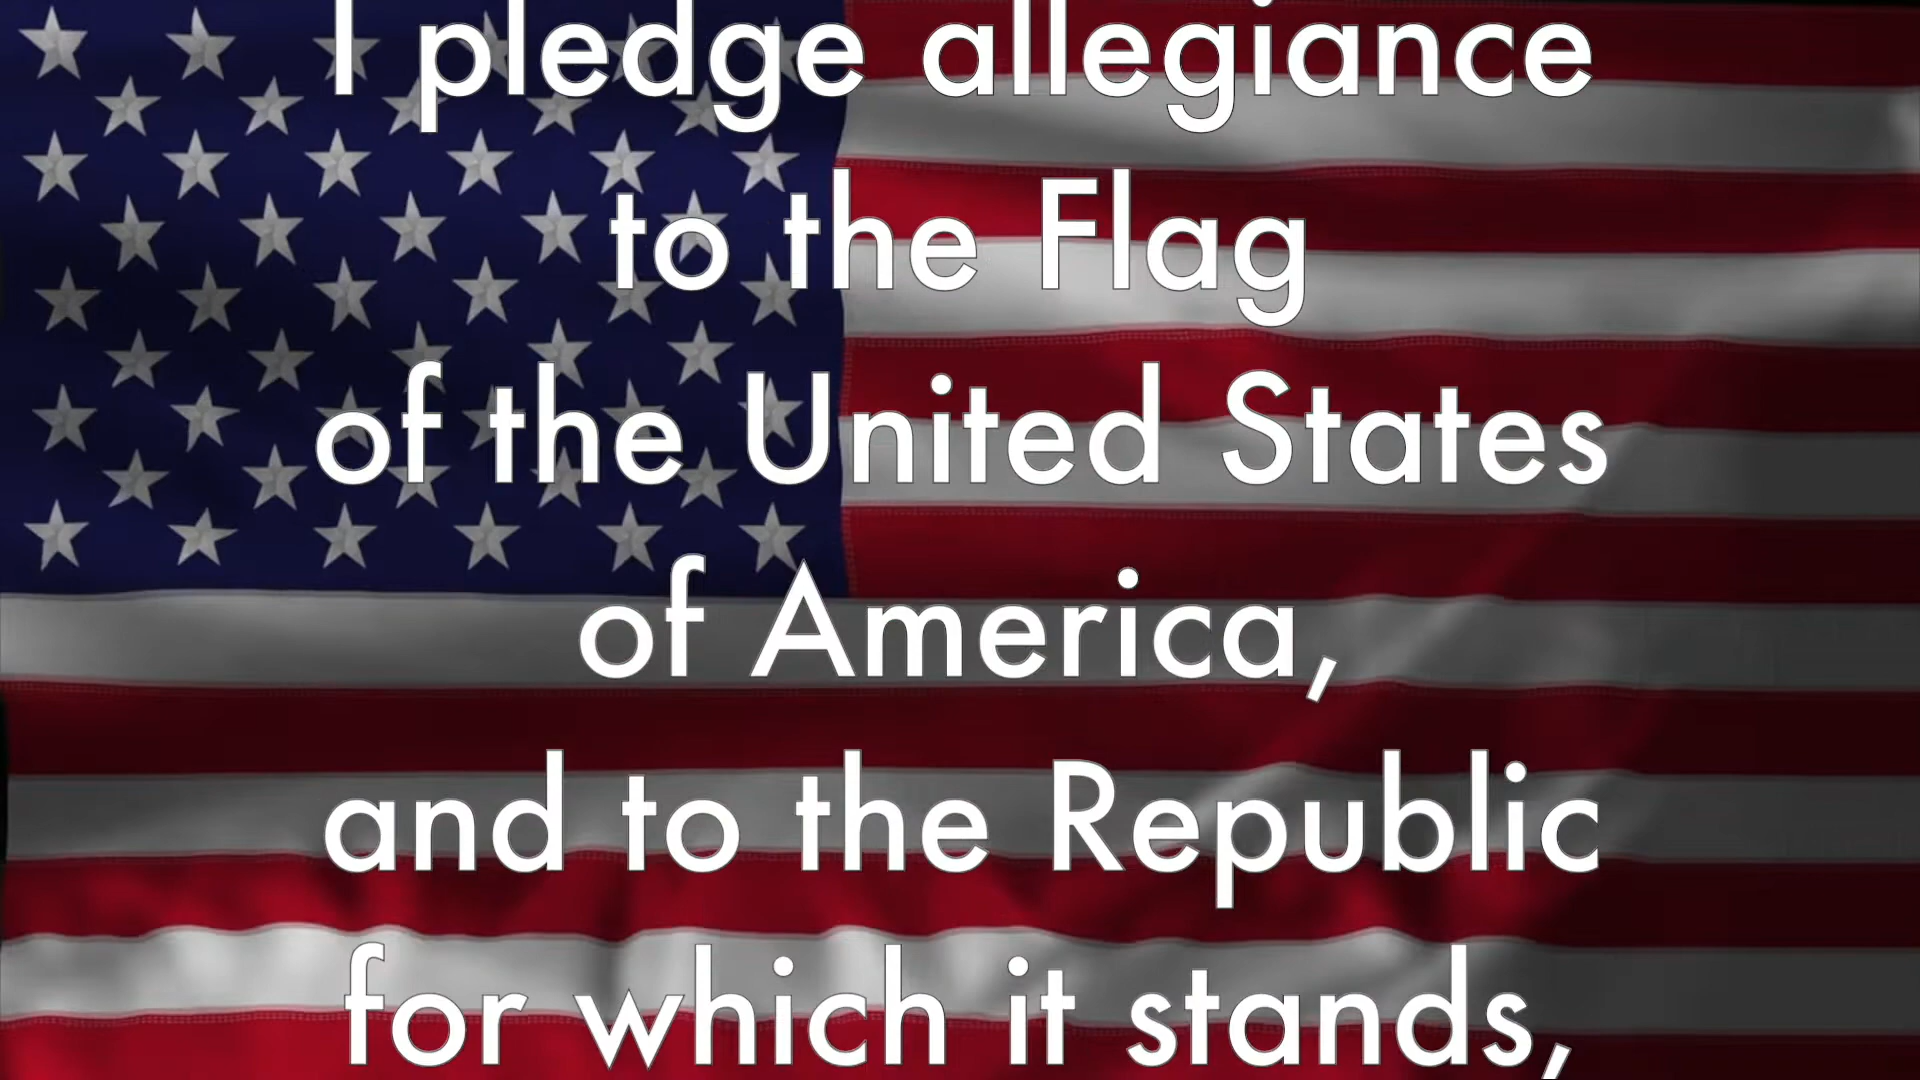 I pledge allegiance
to the Flag
of the United States
of America,
and to the Republic
for which it stands,